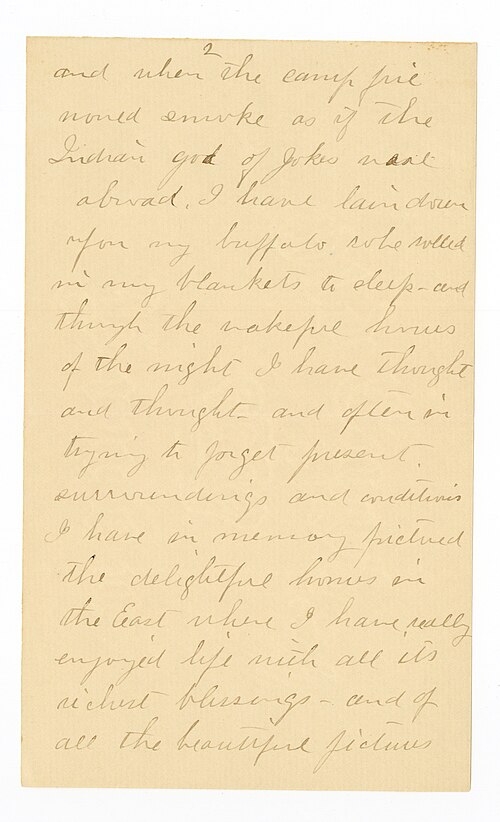 2
and when the camp fire
would smoke as if the
Indian god of Jokes were
abroad. I have lain down
upon my buffalo robe rolled
in my blankets to sleep - and
through the wakeful hours
of the night I have thought
and thought - and often in
trying to forget present
surroundings and conditions
I have in memory pictured
the delightful homes in
the East where I have really
enjoyed life with all its
richest blessings - and of
all the beautiful pictures